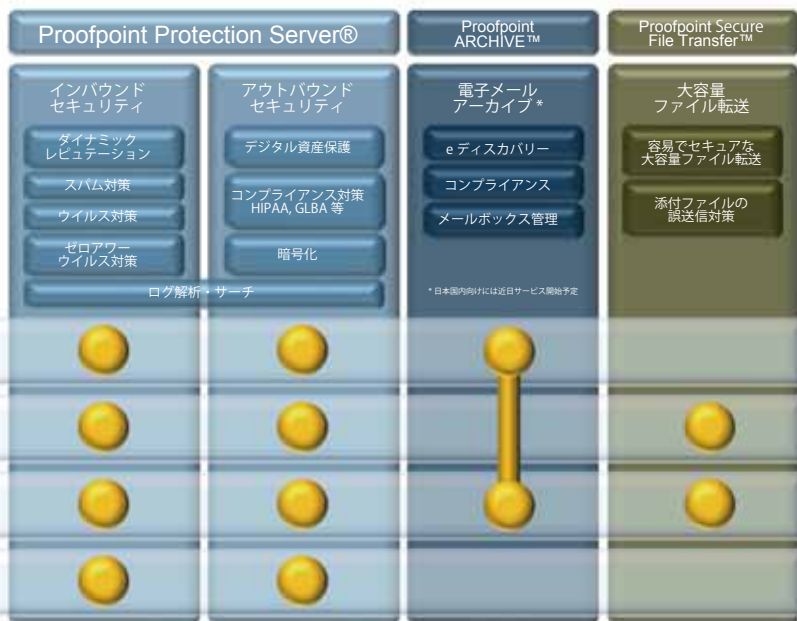 Proofpoint Protection Server®
Proofpoint
ARCHIVE™
Proofpoint Secure
File Transfer™
インバウンド
セキュリティ
ダイナミック
レピュテーション
スパム対策
ウイルス対策
ゼロアワー
ウイルス対策
アウトバウンド
セキュリティ
デジタル資産保護
コンプライアンス対策
HIPAA, GLBA 等
暗号化
ログ解析・サーチ
電子メール
アーカイブ *
e ディスカバリー
コンプライアンス
メールボックス管理
* 日本国内向けには近日サービス開始予定
大容量
ファイル転送
容易でセキュアな
大容量ファイル転送
添付ファイルの
誤送信対策